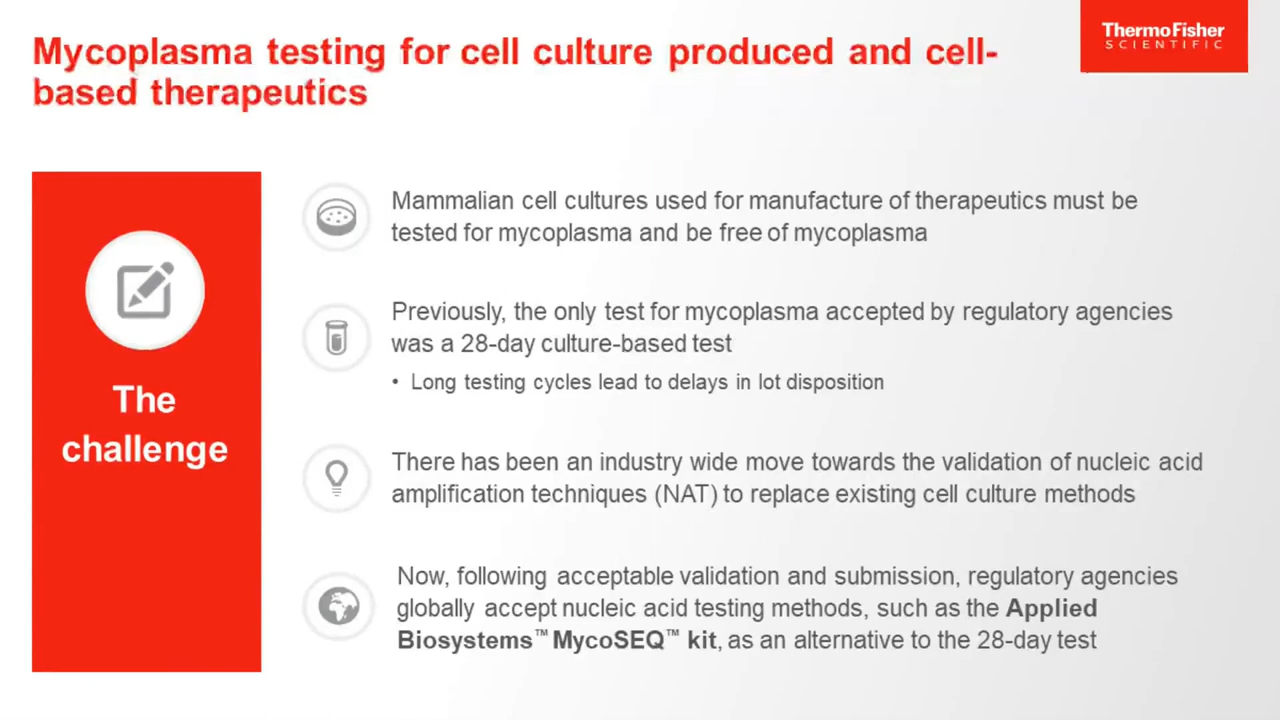 Mycoplasma testing for cell culture produced and cell-
based therapeutics
ThermoFisher
SCIENTIFIC
The
challenge
Mammalian cell cultures used for manufacture of therapeutics must be
tested for mycoplasma and be free of mycoplasma
Previously, the only test for mycoplasma accepted by regulatory agencies
was a 28-day culture-based test
• Long testing cycles lead to delays in lot disposition
There has been an industry wide move towards the validation of nucleic acid
amplification techniques (NAT) to replace existing cell culture methods
Now, following acceptable validation and submission, regulatory agencies
globally accept nucleic acid testing methods, such as the Applied
Biosystems™ MycoSEQ™ kit, as an alternative to the 28-day test